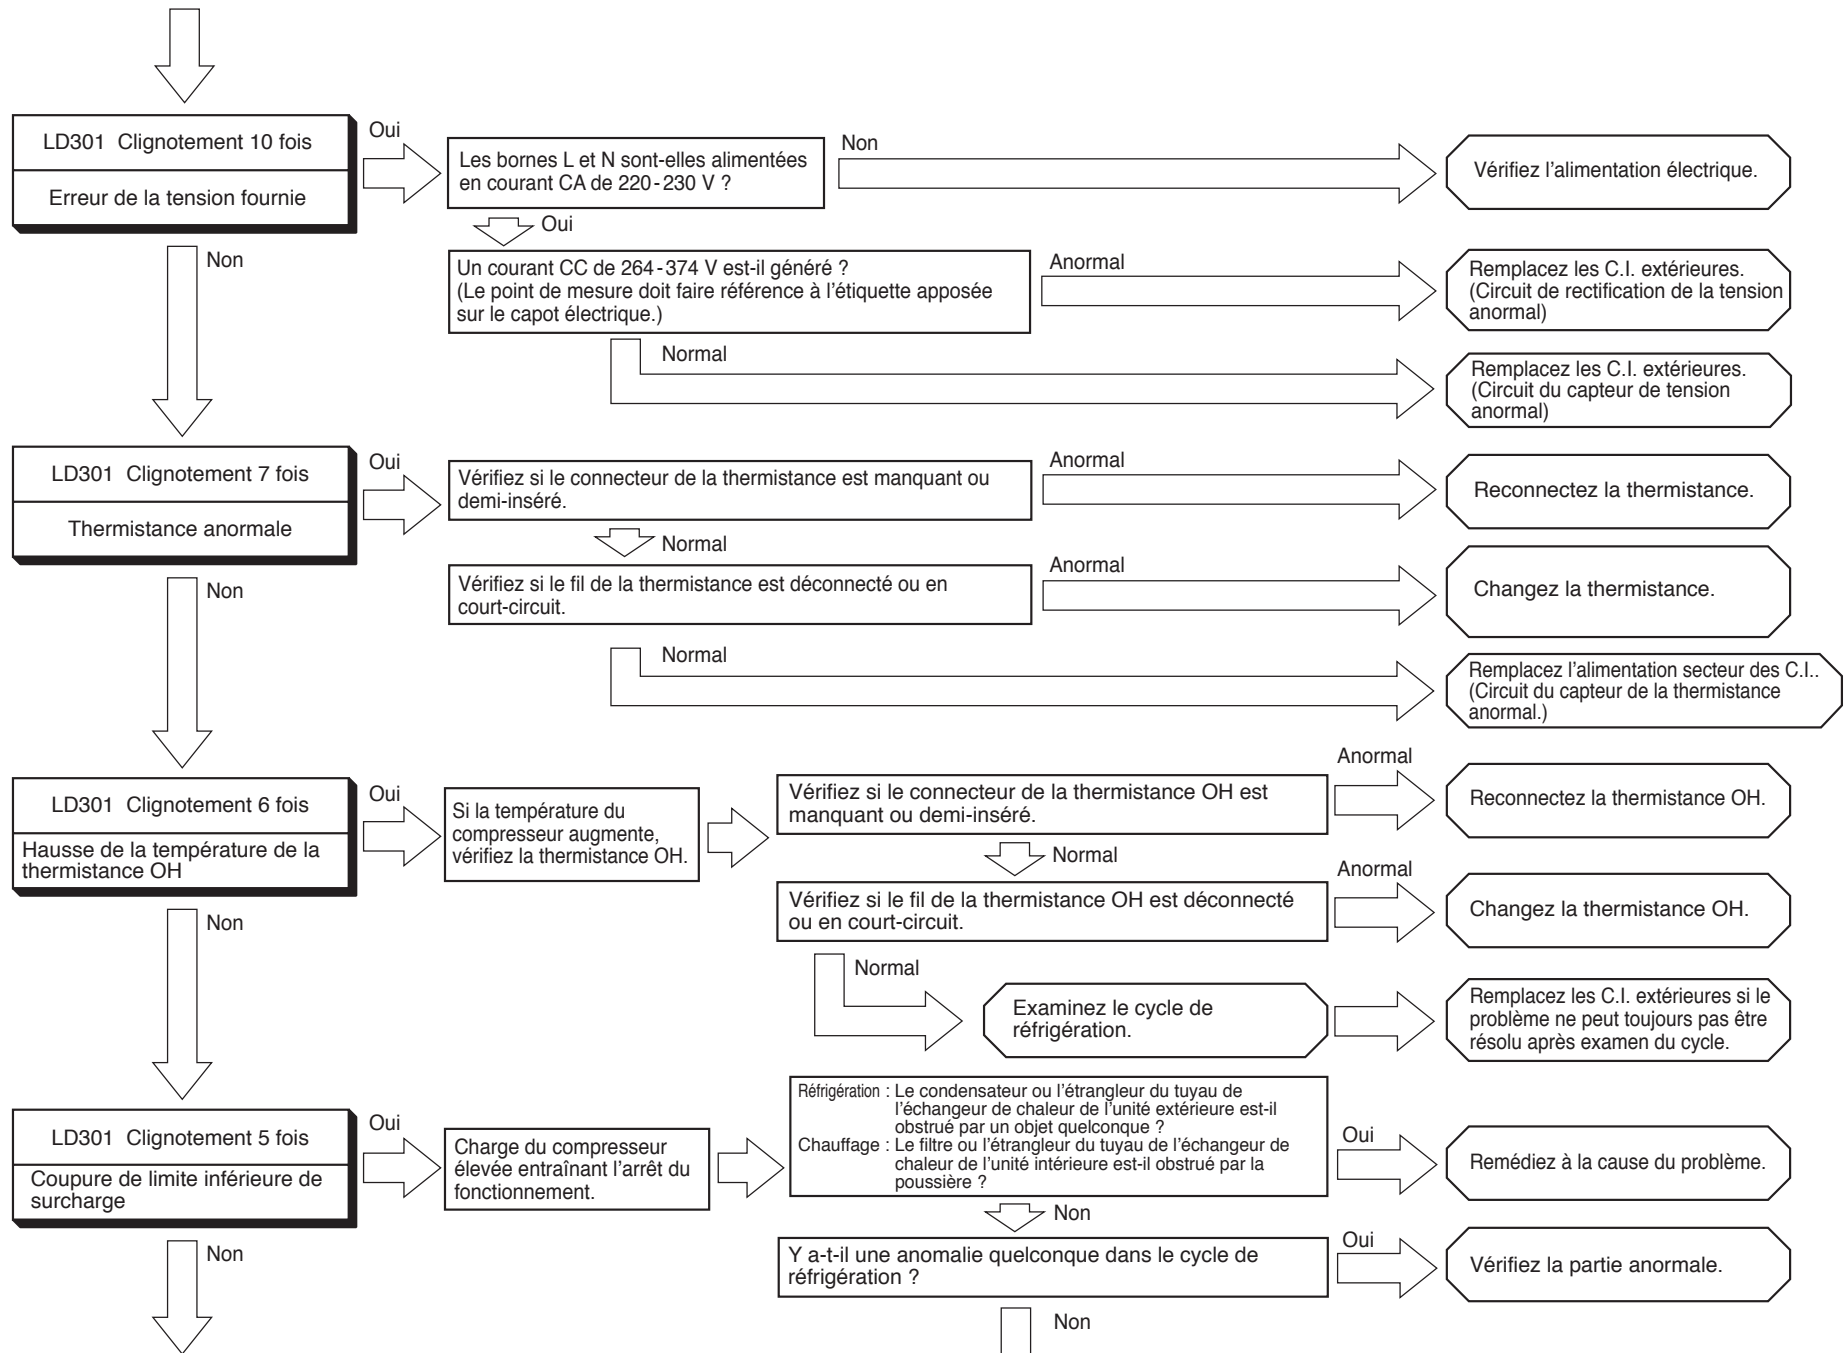 LD301 Clignotement 10 fois
Erreur de la tension fournie
Oui
Les bornes L et N sont-elles alimentées
en courant CA de 220-230 V ?
Non
Vérifiez l'alimentation électrique.
Oui
Non
Un courant CC de 264-374 V est-il généré ?
(Le point de mesure doit faire référence à l'étiquette apposée
sur le capot électrique.)
Anormal
Remplacez les C.I. extérieures.
(Circuit de rectification de la tension
anormal)
Normal
Remplacez les C.I. extérieures.
(Circuit du capteur de tension
anormal)
LD301 Clignotement 7 fois
Thermistance anormale
Oui
Vérifiez si le connecteur de la thermistance est manquant ou
demi-inséré.
Anormal
Reconnectez la thermistance.
Normal
Non
Vérifiez si le fil de la thermistance est déconnecté ou en
court-circuit.
Anormal
Changez la thermistance.
Normal
Remplacez l'alimentation secteur des C.I..
(Circuit du capteur de la thermistance
anormal.)
LD301 Clignotement 6 fois
Hausse de la température de la
thermistance OH
Oui
Si la température du
compresseur augmente,
vérifiez la thermistance OH.
Vérifiez si le connecteur de la thermistance OH est
manquant ou demi-inséré.
Anormal
Reconnectez la thermistance OH.
Normal
Non
Vérifiez si le fil de la thermistance OH est déconnecté
ou en court-circuit.
Anormal
Changez la thermistance OH.
Normal
Examinez le cycle de
réfrigération.
Remplacez les C.I. extérieures si le
problème ne peut toujours pas être
résolu après examen du cycle.
LD301 Clignotement 5 fois
Coupure de limite inférieure de
surcharge
Oui
Charge du compresseur
élevée entraînant l'arrêt du
fonctionnement.
Réfrigération : Le condensateur ou l'étrangleur du tuyau de
l'échangeur de chaleur de l'unité extérieure est-il
obstrué par un objet quelconque ?
Chauffage : Le filtre ou l'étrangleur du tuyau de l'échangeur de
chaleur de l'unité intérieure est-il obstrué par la
poussière ?
Oui
Remédiez à la cause du problème.
Non
Non
Y a-t-il une anomalie quelconque dans le cycle de
réfrigération ?
Oui
Vérifiez la partie anormale.
Non